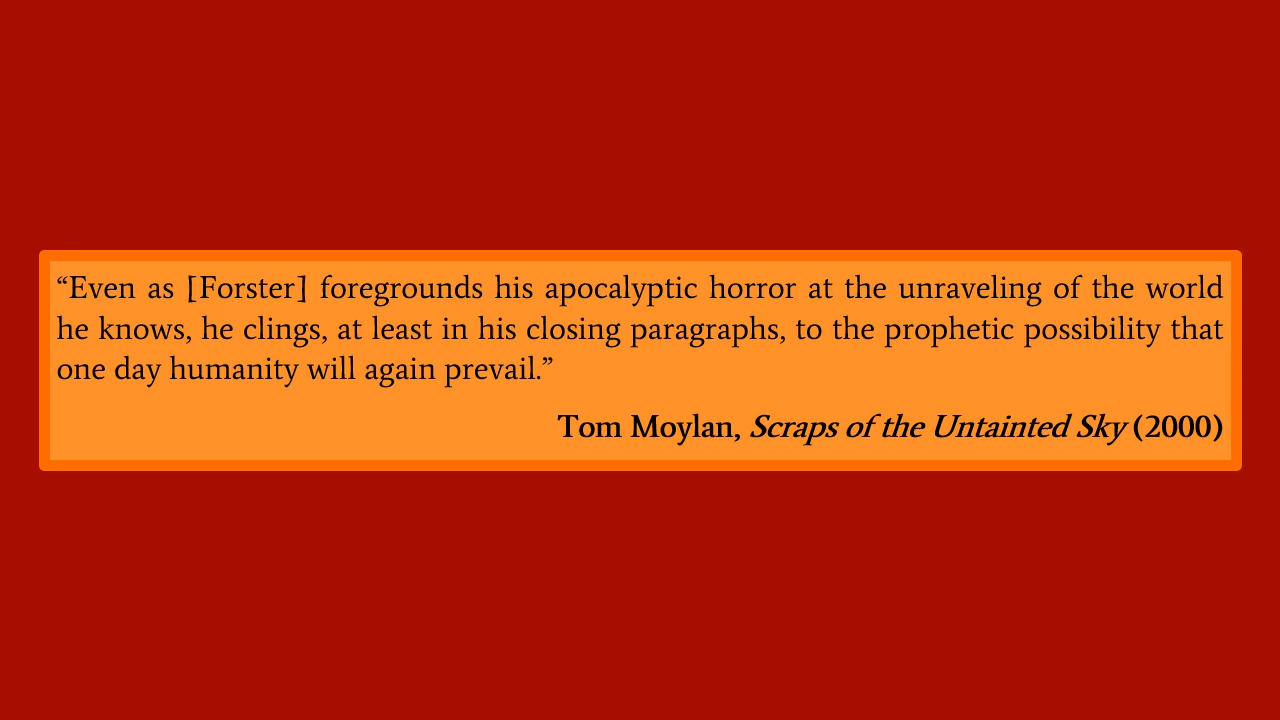 “Even as [Forster] foregrounds his apocalyptic horror at the unraveling of the world
he knows, he clings, at least in his closing paragraphs, to the prophetic possibility that
one day humanity will again prevail.”
Tom Moylan, Scraps of the Untainted Sky (2000)